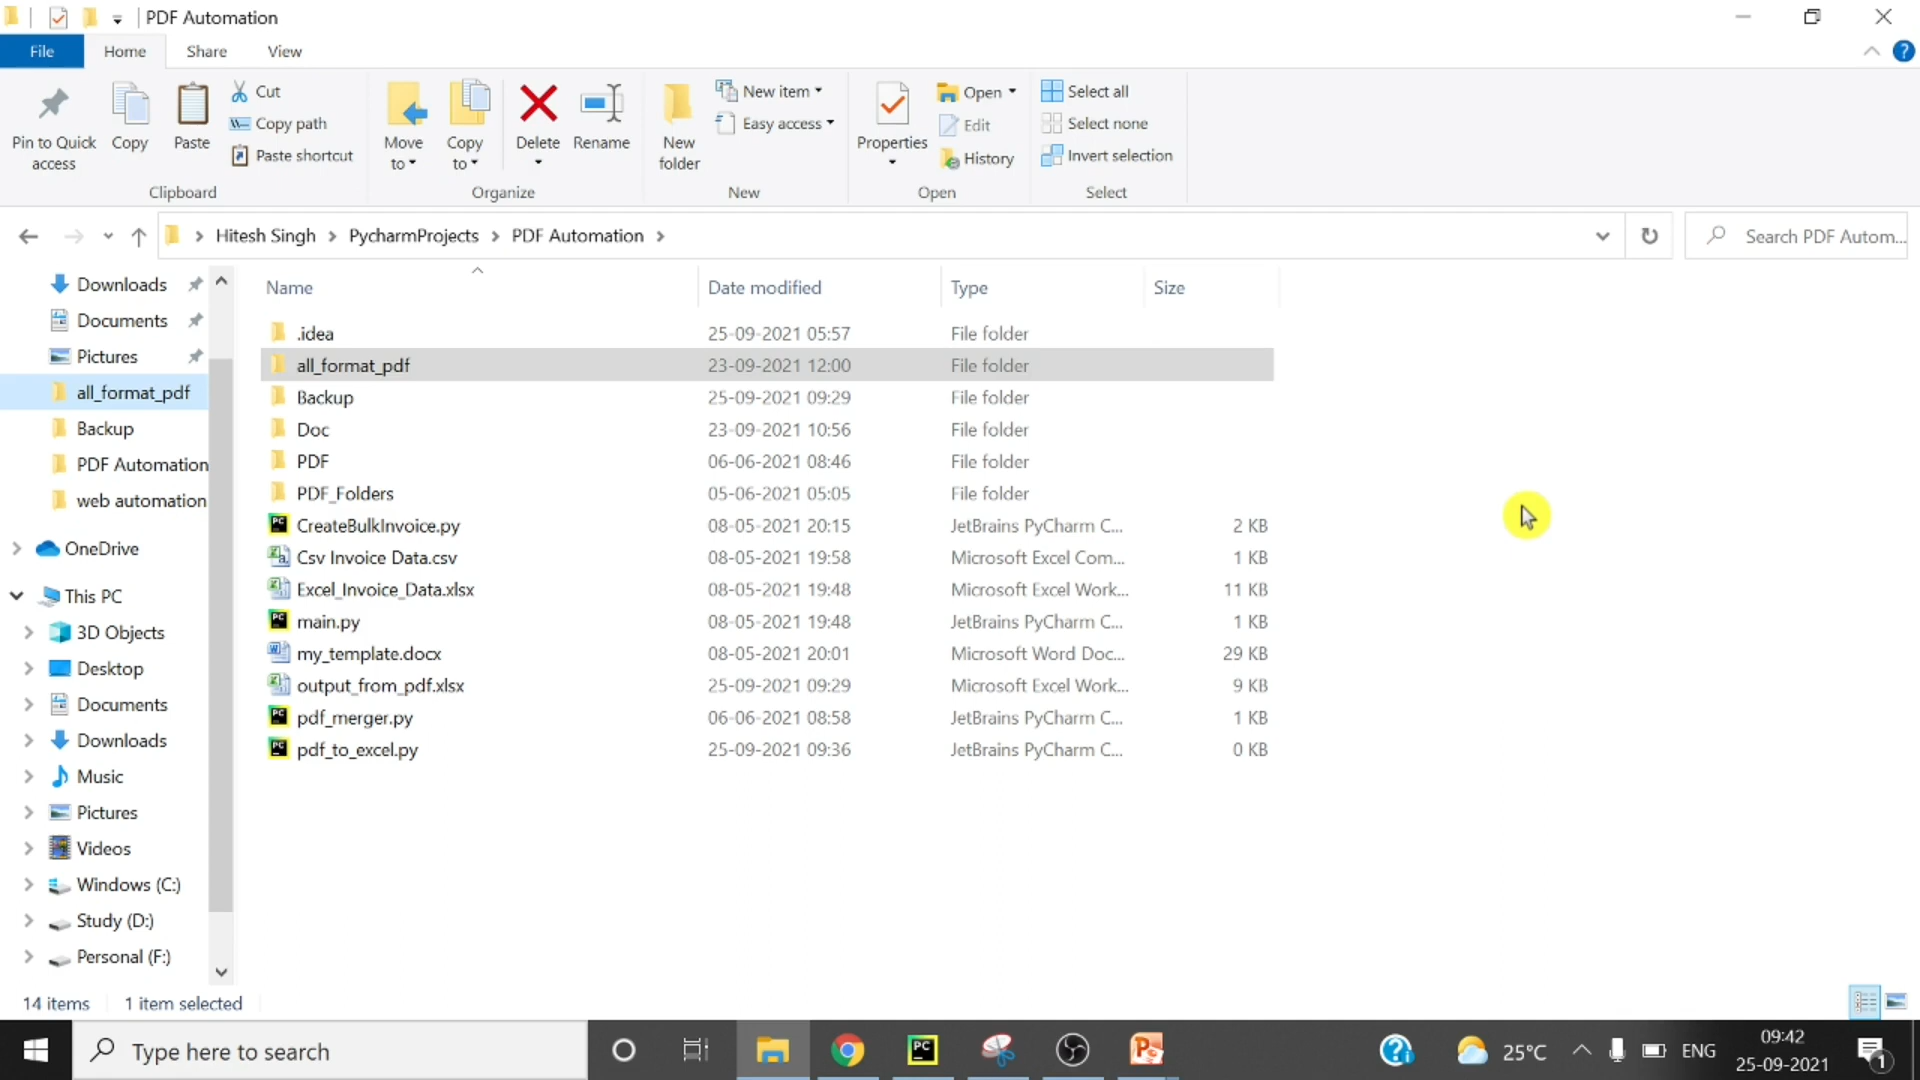 PDF Automation
File Home Share View
Pin to Quick access
Copy
Paste
Cut
Copy path
Paste shortcut
Clipboard
Move to
Copy to
Delete
Rename
Organize
New folder
New item
Easy access
New
Properties
Open
Edit
History
Open
Select all
Select none
Invert selection
Select
Hitesh Singh > PycharmProjects > PDF Automation >
Search PDF Autom...
Downloads
Documents
Pictures
all_format_pdf
Backup
PDF Automation
web automation
OneDrive
This PC
3D Objects
Desktop
Documents
Downloads
Music
Pictures
Videos
Windows (C:)
Study (D:)
Personal (F:)
Name Date modified Type Size
.idea 25-09-2021 05:57 File folder
all_format_pdf 23-09-2021 12:00 File folder
Backup 25-09-2021 09:29 File folder
Doc 23-09-2021 10:56 File folder
PDF 06-06-2021 08:46 File folder
PDF_Folders 05-06-2021 05:05 File folder
CreateBulkInvoice.py 08-05-2021 20:15 JetBrains PyCharm C... 2 KB
Csv Invoice Data.csv 08-05-2021 19:58 Microsoft Excel Com... 1 KB
Excel_Invoice_Data.xlsx 08-05-2021 19:48 Microsoft Excel Work... 11 KB
main.py 08-05-2021 19:48 JetBrains PyCharm C... 1 KB
my_template.docx 08-05-2021 20:01 Microsoft Word Doc... 29 KB
output_from_pdf.xlsx 25-09-2021 09:29 Microsoft Excel Work... 9 KB
pdf_merger.py 06-06-2021 08:58 JetBrains PyCharm C... 1 KB
pdf_to_excel.py 25-09-2021 09:36 JetBrains PyCharm C... 0 KB
14 items 1 item selected
Type here to search
25°C
ENG
09:42
25-09-2021
1